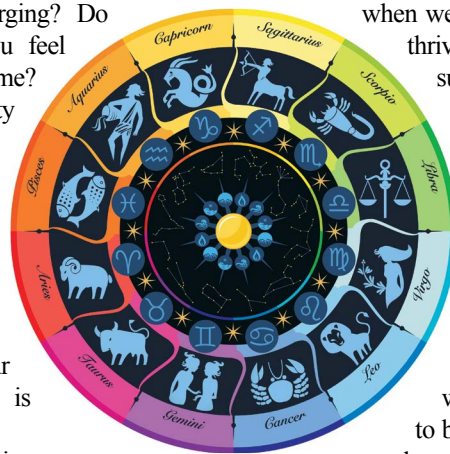 rging? Do
when we
u feel
thriv
me?
su
ty
Capricorn
Sagittarius
Aquarius
Scorpio
Pisces
Libra
Aries
Virgo
Taurus
Leo
Gemini
Cancer
is
w
to b